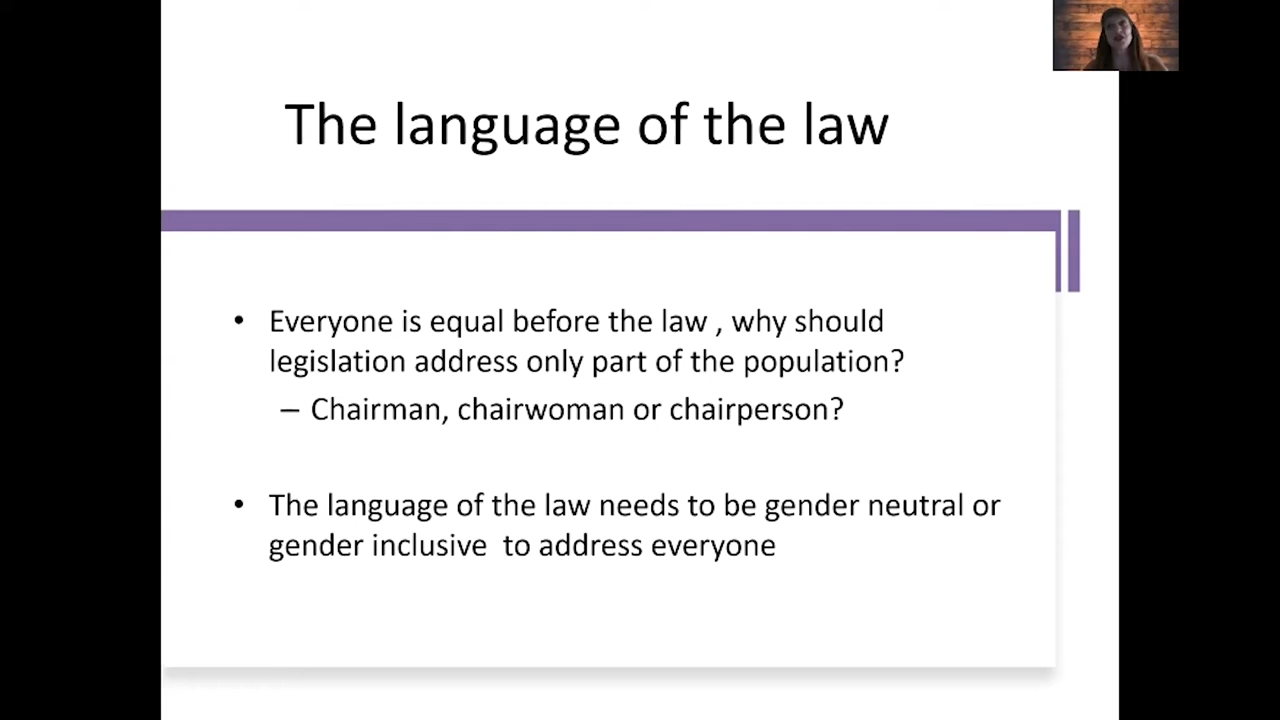 The language of the law
• Everyone is equal before the law , why should
legislation address only part of the population?
– Chairman, chairwoman or chairperson?
• The language of the law needs to be gender neutral or
gender inclusive  to address everyone